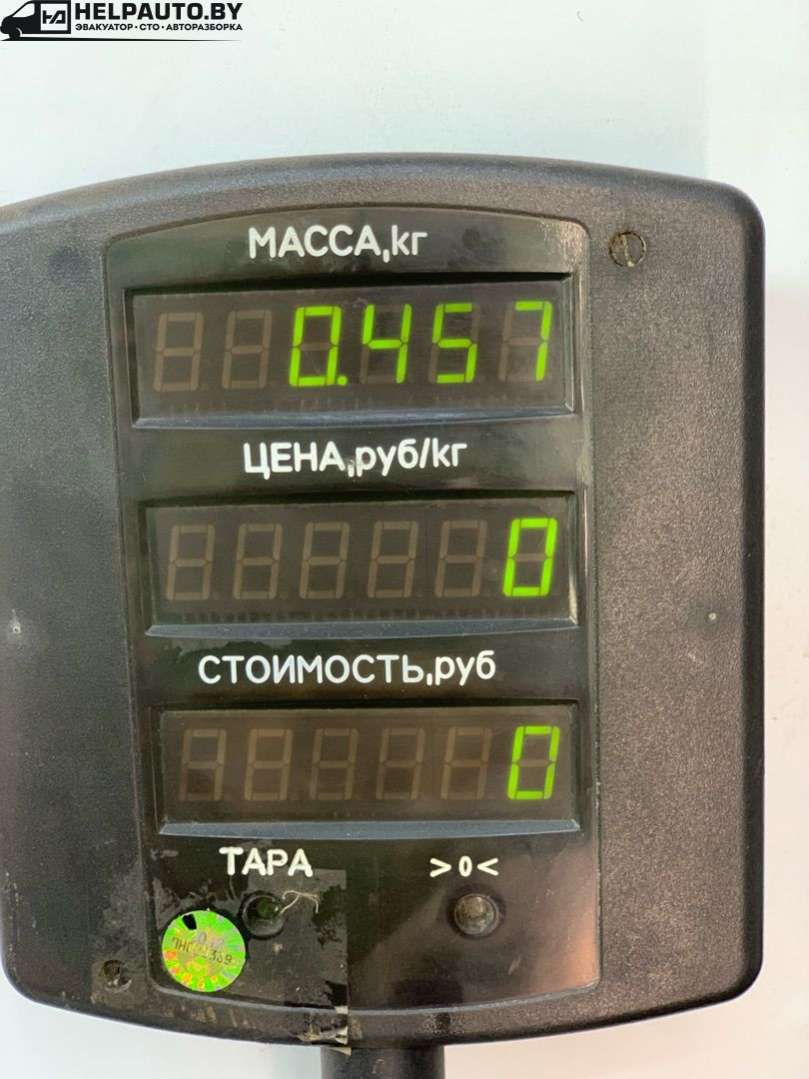 HELPAUTO.BY
ЭВАКУАТОР • СТО • АВТОРАЗБОРКА
МАССА,кг
0.457
ЦЕНА,руб/кг
0
СТОИМОСТЬ,руб
0
ТАРА >0<